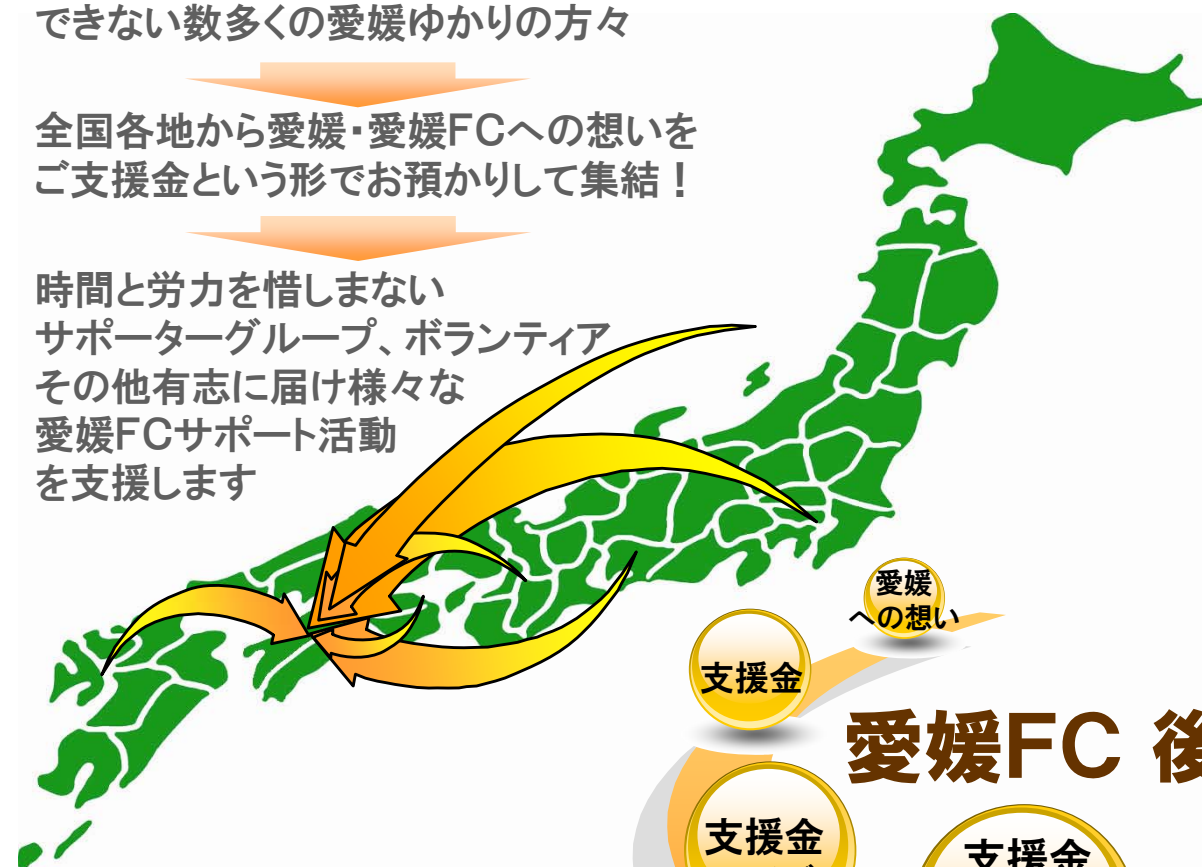 できない数多くの愛媛ゆかりの方々
全国各地から愛媛・愛媛FCへの想いを
ご支援金という形でお預かりして集結！
時間と労力を惜しまない
サポーターグループ、ボランティア
その他有志に届け様々な
愛媛FCサポート活動
を支援します
愛媛
への想い
支援金
愛媛FC 後
支援金
支援金